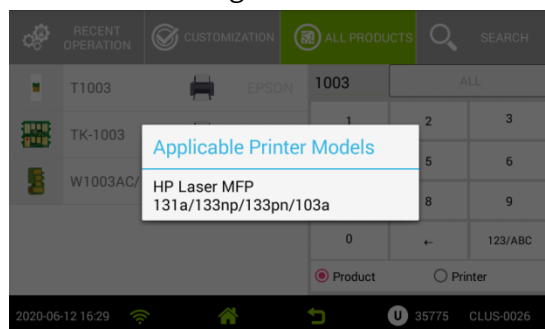 RECENT
OPERATION
CUSTOMIZATION
ALL PRODUCTS
SEARCH
T1003
EPSON
1003
ALL
TK-1003
1
2
3
W1003AC/
5
6
8
9
Applicable Printer Models
HP Laser MFP
131a/133np/133pn/103a
0
←
123/ABC
Product
Printer
2020-06-12 16:29
U
35775
CLUS-0026